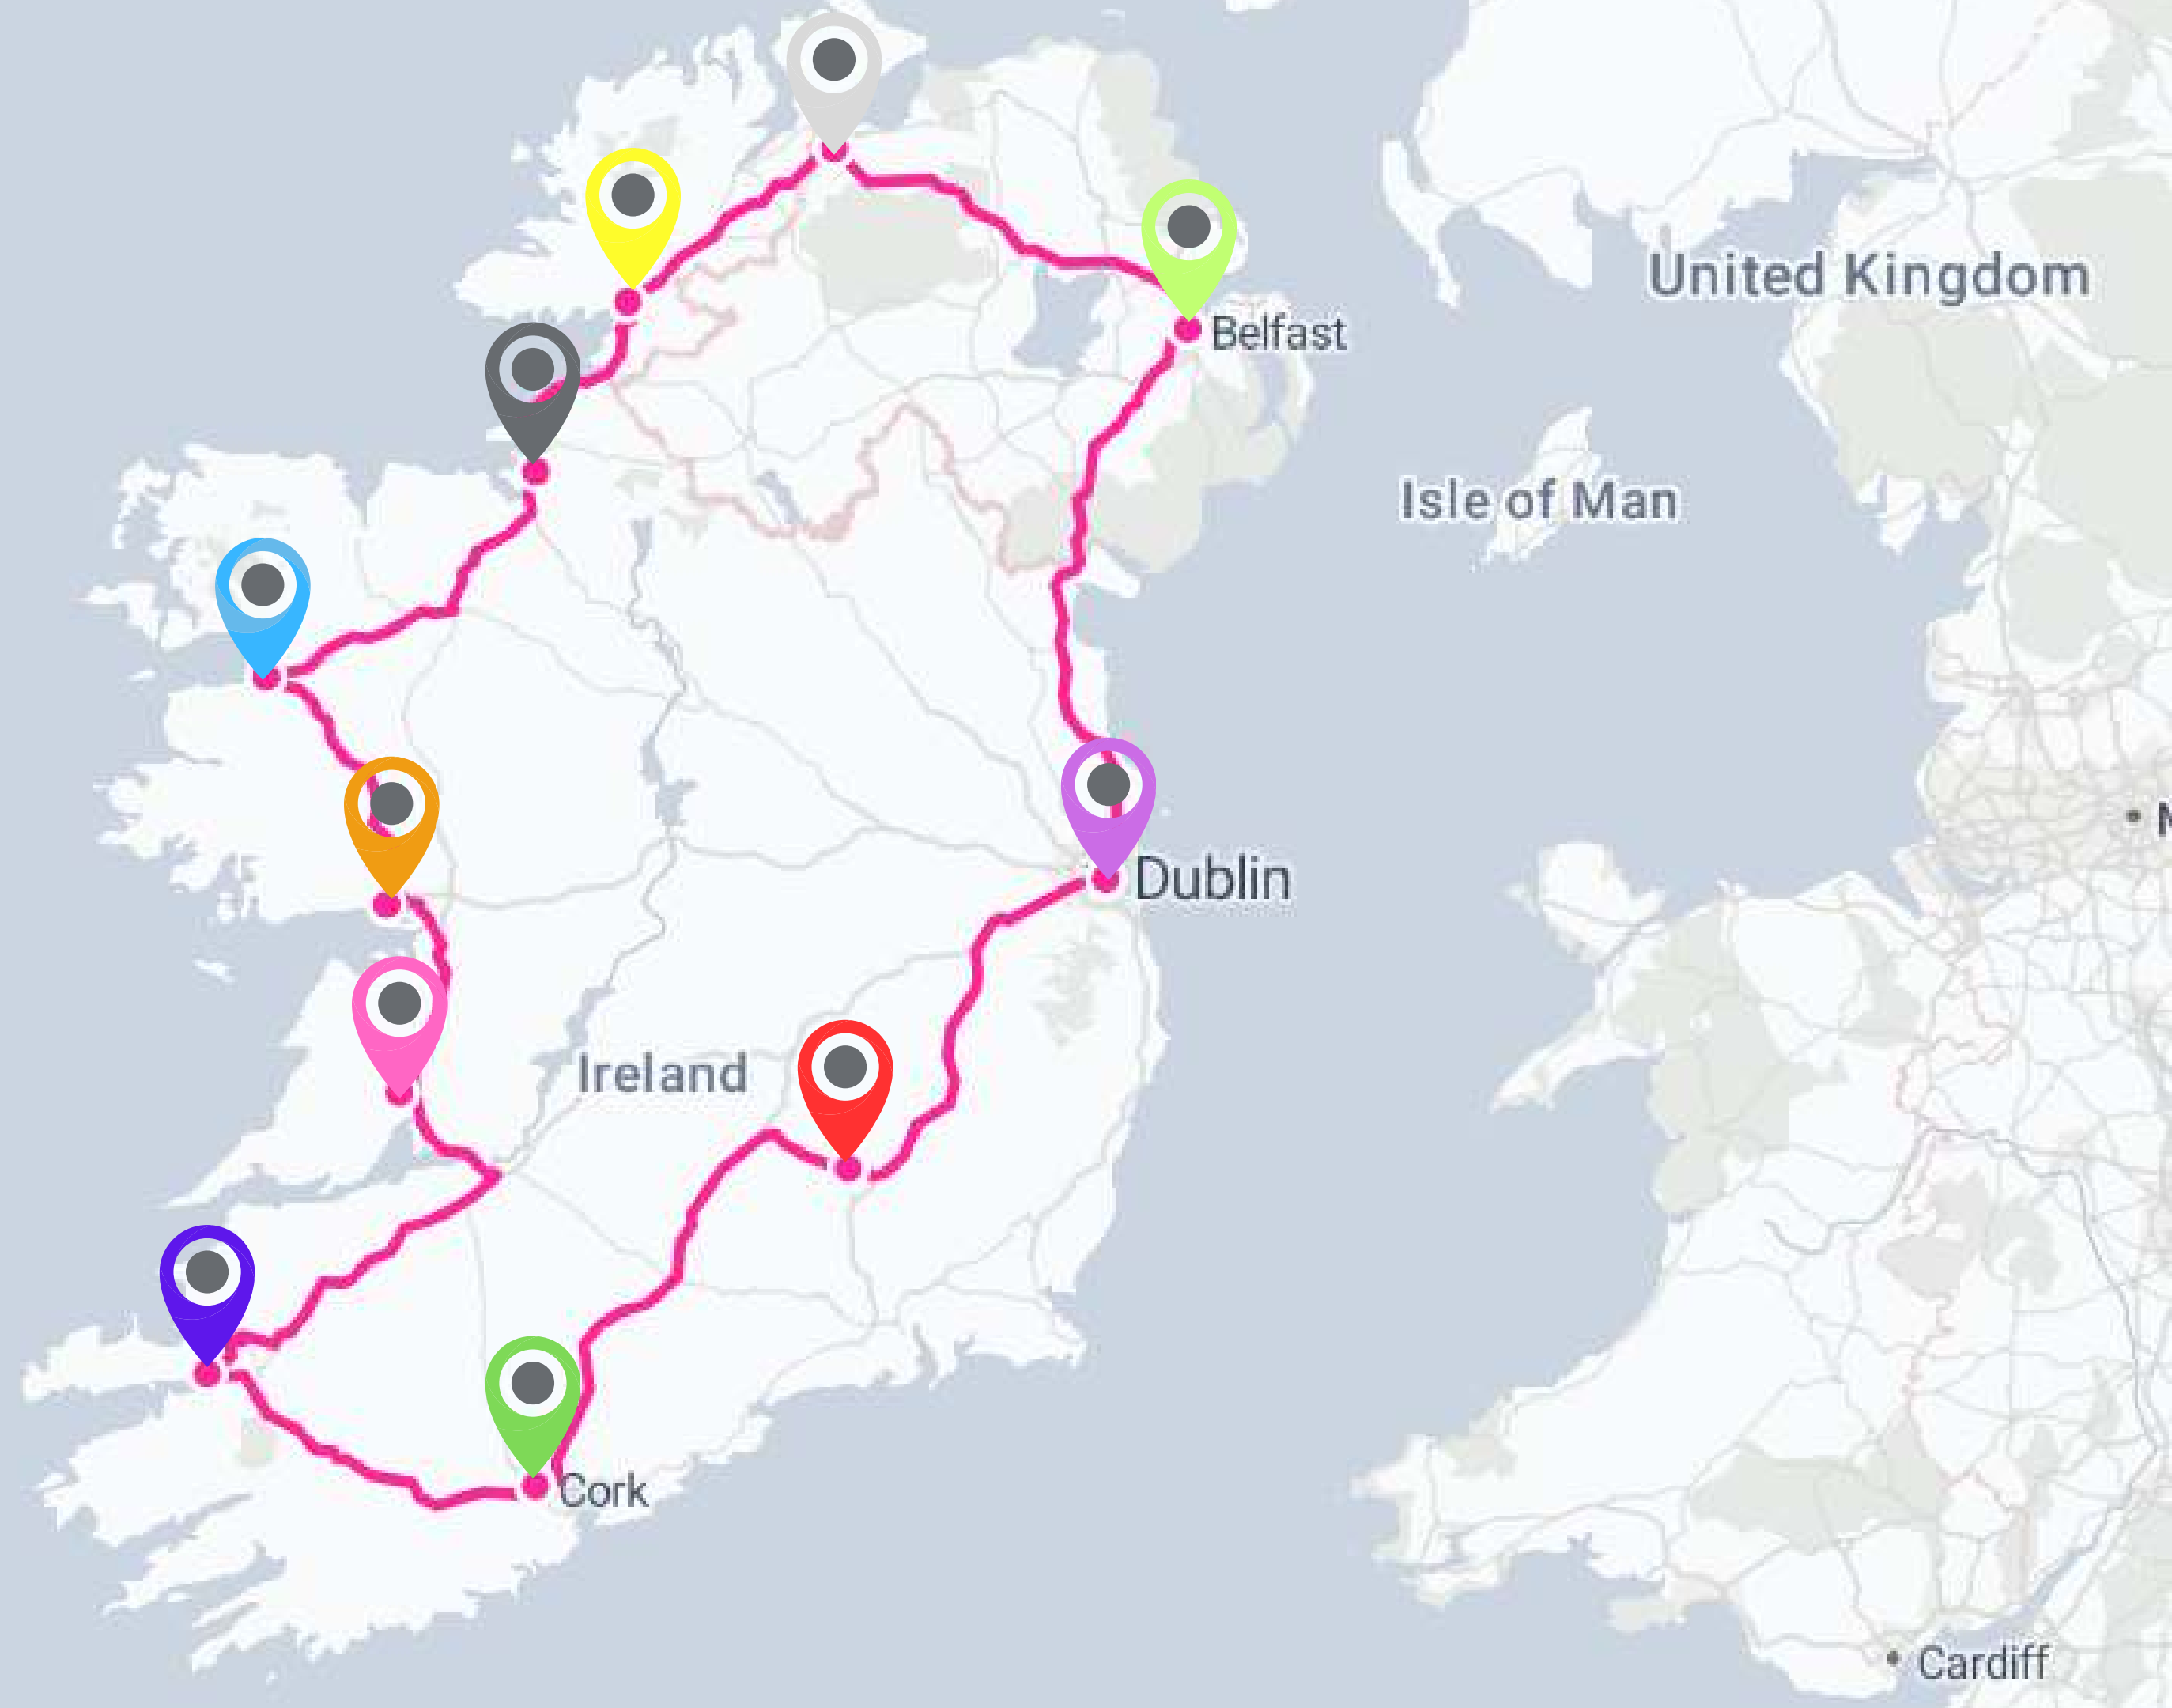 United Kingdom
Belfast
Isle of Man
M
Dublin
Ireland
Cork
Cardiff